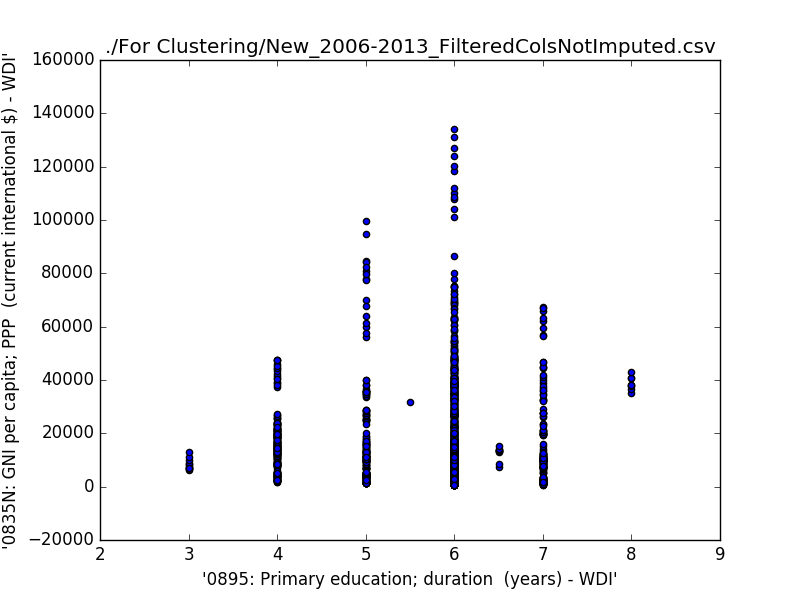 ./For Clustering/New_2006-2013_FilteredColsNotImputed.csv
'0835N: GNI per capita; PPP  (current international $) - WDI'
160000
140000
120000
100000
80000
60000
40000
20000
0
−20000
2 3 4 5 6 7 8 9
'0895: Primary education; duration  (years) - WDI'